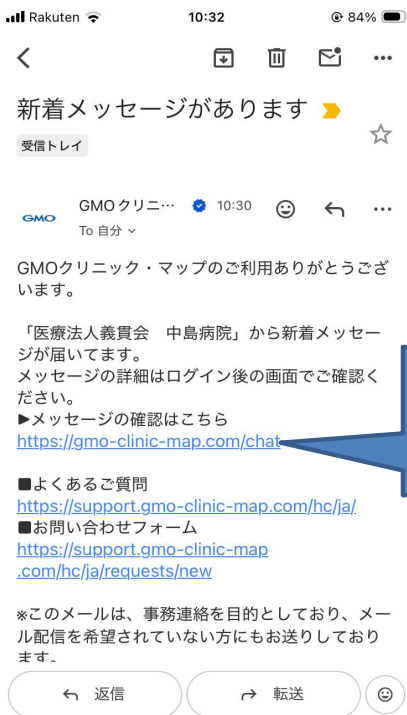 Rakuten 10:32 84%
新着メッセージがあります
受信トレイ
GMO GMOクリニ… 10:30
To 自分
GMOクリニック・マップのご利用ありがとうござ
います。
「医療法人義貫会　中島病院」から新着メッセー
ジが届いてます。
メッセージの詳細はログイン後の画面でご確認く
ださい。
▶メッセージの確認はこちら
https://gmo-clinic-map.com/chat
■よくあるご質問
https://support.gmo-clinic-map.com/hc/ja/
■お問い合わせフォーム
https://support.gmo-clinic-map
.com/hc/ja/requests/new
※このメールは、事務連絡を目的としており、メー
ル配信を希望されていない方にもお送りしており
ます。
返信 転送